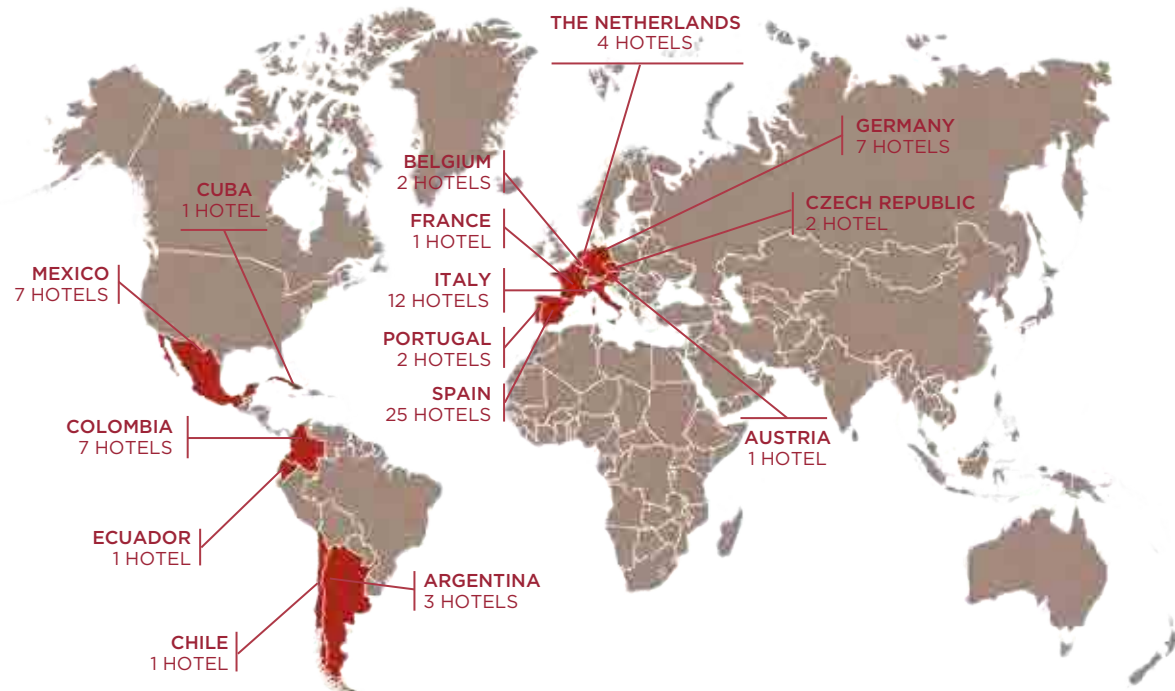 THE NETHERLANDS
4 HOTELS
GERMANY
7 HOTELS
BELGIUM
2 HOTELS
CUBA
1 HOTEL
CZECH REPUBLIC
2 HOTEL
FRANCE
1 HOTEL
MEXICO
7 HOTELS
ITALY
12 HOTELS
PORTUGAL
2 HOTELS
SPAIN
25 HOTELS
COLOMBIA
7 HOTELS
AUSTRIA
1 HOTEL
ECUADOR
1 HOTEL
ARGENTINA
3 HOTELS
CHILE
1 HOTEL